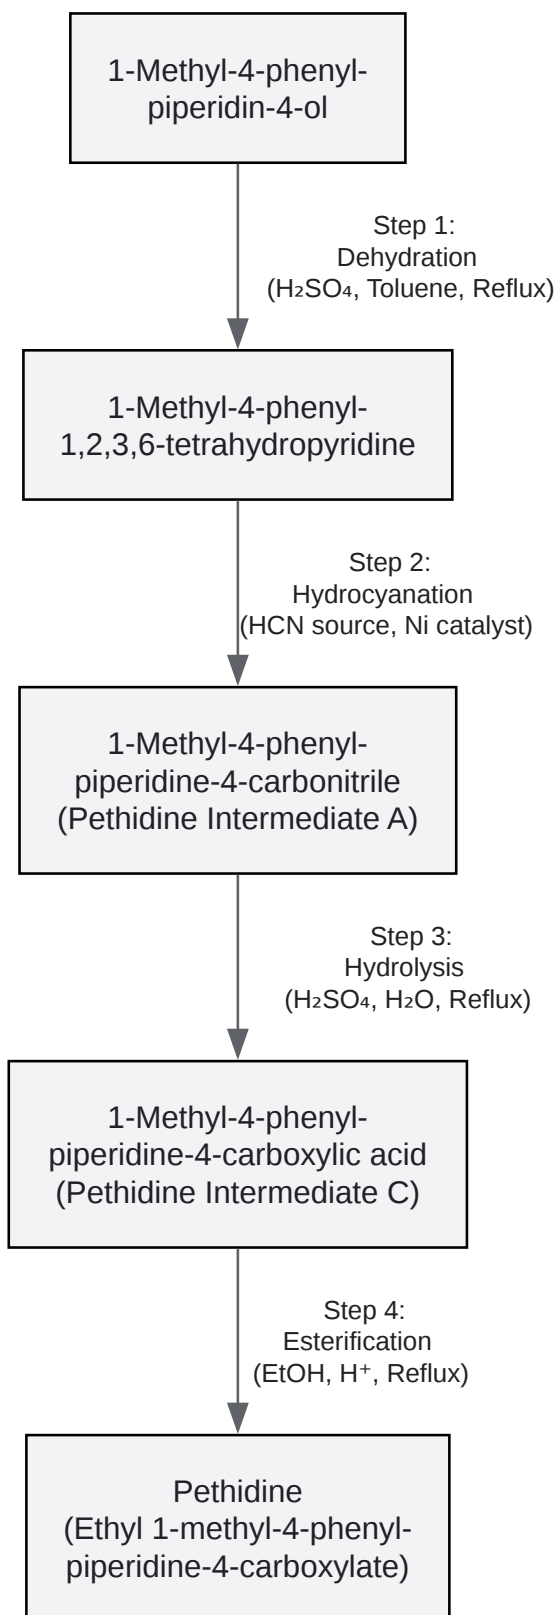 1-Methyl-4-phenyl-
piperidin-4-ol
Step 1:
Dehydration
(H₂SO₄, Toluene, Reflux)
1-Methyl-4-phenyl-
1,2,3,6-tetrahydropyridine
Step 2:
Hydrocyanation
(HCN source, Ni catalyst)
1-Methyl-4-phenyl-
piperidine-4-carbonitrile
(Pethidine Intermediate A)
Step 3:
Hydrolysis
(H₂SO₄, H₂O, Reflux)
1-Methyl-4-phenyl-
piperidine-4-carboxylic acid
(Pethidine Intermediate C)
Step 4:
Esterification
(EtOH, H⁺, Reflux)
Pethidine
(Ethyl 1-methyl-4-phenyl-
piperidine-4-carboxylate)